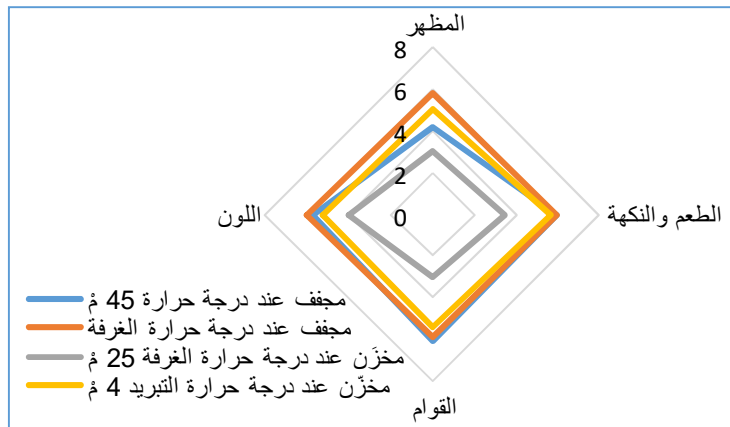 المظهر
8
6
4
2
0
الطعم والنكهة
اللون
القوام
مجفف عند درجة حرارة 45 مْ
مجفف عند درجة حرارة الغرفة
مخزَن عند درجة حرارة الغرفة 25 مْ
مخزّن عند درجة حرارة التبريد 4 مْ